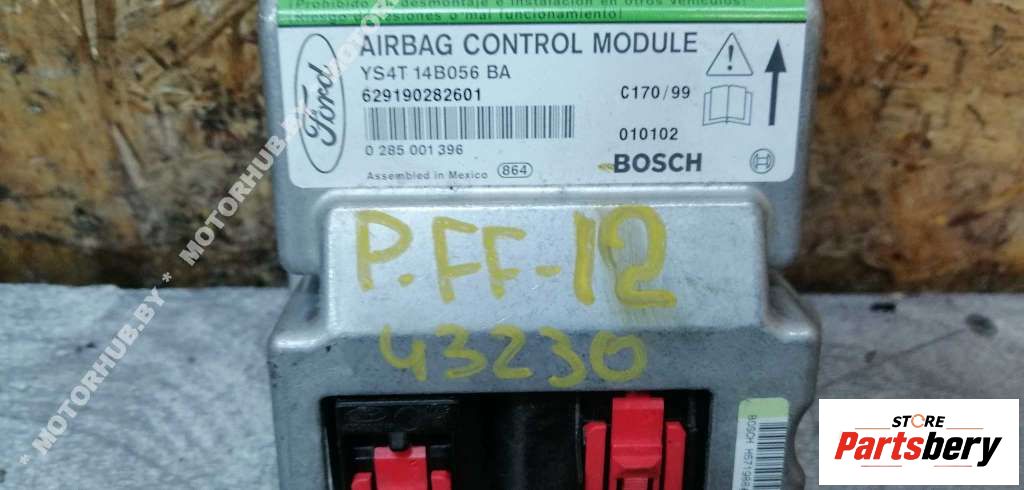 Prohibido el desmontaje e instalación en otros vehículos!
Riesgo de lesiones o mal funcionamiento
Ford
AIRBAG CONTROL MODULE
YS4T 14B056 BA
629190282601
C170/99
010102
0 285 001 396
Assembled in Mexico 864
BOSCH
P.FF-12
43230
BOSCH
* MOTORHUB.BY * MOTORHUB.BY
STORE
Partsbery